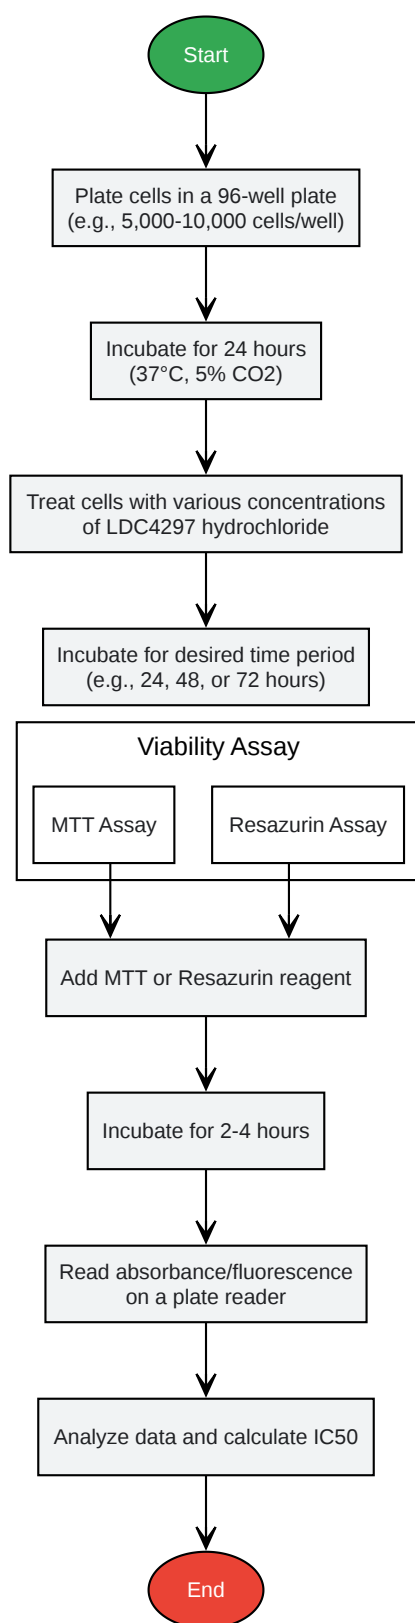 Start
Plate cells in a 96-well plate
(e.g., 5,000-10,000 cells/well)
Incubate for 24 hours
(37°C, 5% CO2)
Treat cells with various concentrations
of LDC4297 hydrochloride
Incubate for desired time period
(e.g., 24, 48, or 72 hours)
Viability Assay
MTT Assay
Resazurin Assay
Add MTT or Resazurin reagent
Incubate for 2-4 hours
Read absorbance/fluorescence
on a plate reader
Analyze data and calculate IC50
End